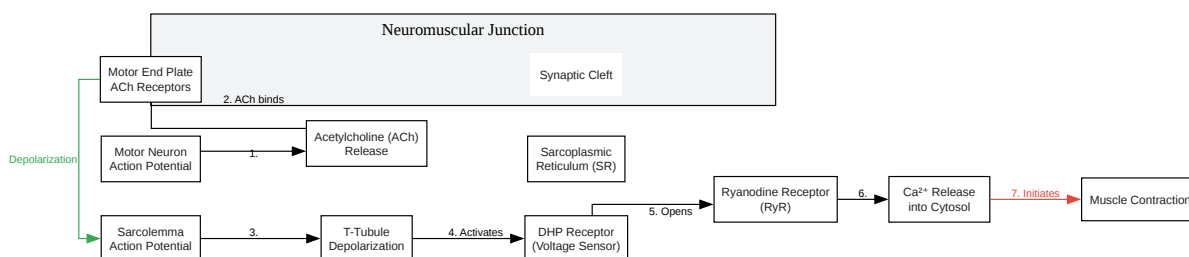 Neuromuscular Junction
Motor End Plate
ACh Receptors
Synaptic Cleft
2. ACh binds
Acetylcholine (ACh)
Release
Depolarization
Motor Neuron
Action Potential
1.
Sarcoplasmic
Reticulum (SR)
Ryanodine Receptor
(RyR)
6.
Ca²⁺ Release
into Cytosol
7. Initiates
Muscle Contraction
5. Opens
Sarcolemma
Action Potential
3.
T-Tubule
Depolarization
4. Activates
DHP Receptor
(Voltage Sensor)